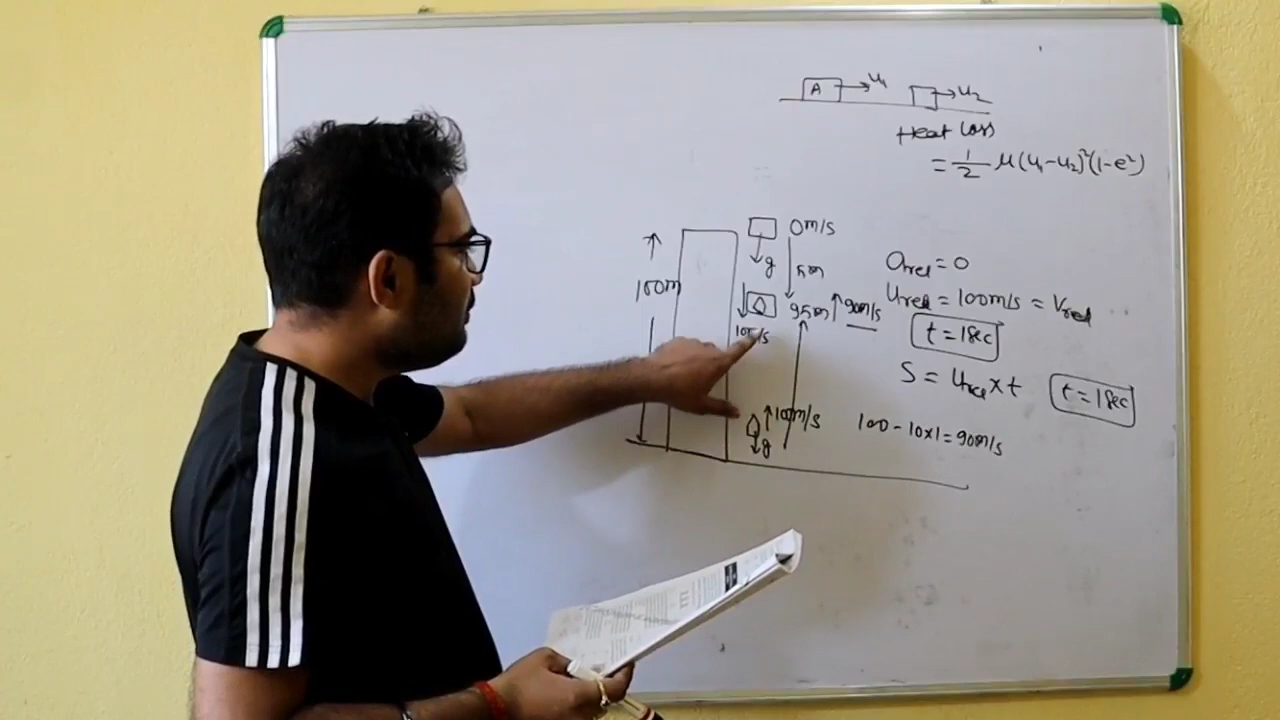 A → u₁ → u₂
Heat loss
= 1/2 μ(u₁-u₂)²(1-e²)
0m/s
g
5m
100m
95m ↑ 90m/s
10m/s
↑ 100m/s
g
a_rel = 0
u_rel = 100m/s = v_rel
t = 1sec
S = u_rel × t
t = 1sec
100 - 10×1 = 90m/s